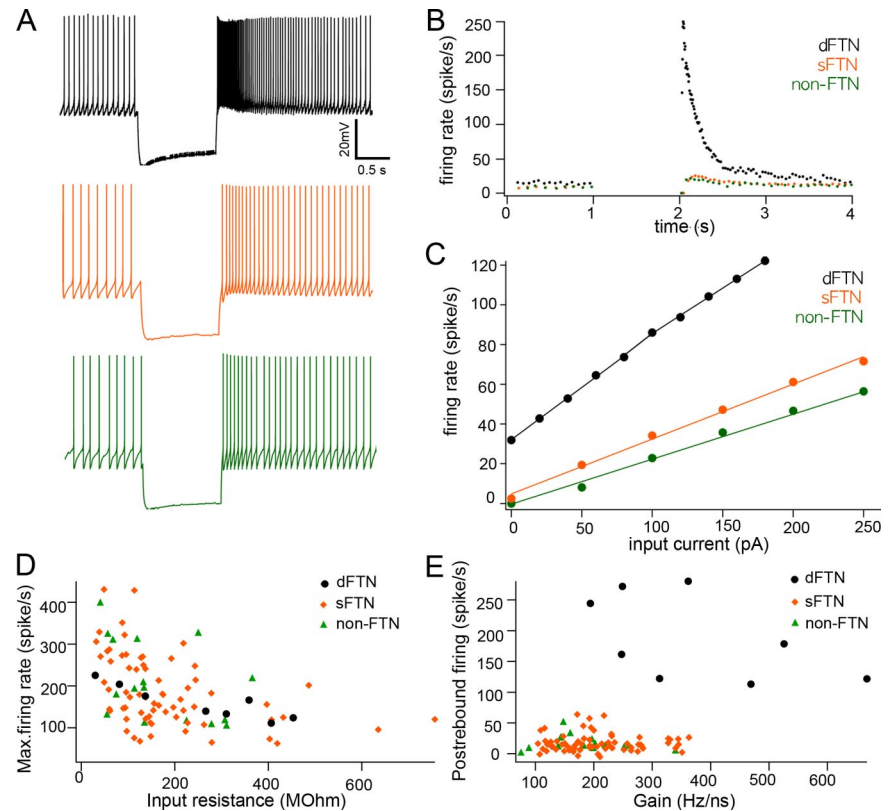 A
20mV
0.5 s
B
firing rate (spike/s)
250
200
150
100
50
0
0
1
2
3
4
time (s)
dFTN
sFTN
non-FTN
C
firing rate (spike/s)
120
100
80
60
40
20
0
0
50
100
150
200
250
input current (pA)
dFTN
sFTN
non-FTN
D
Max.firing rate (spike/s)
400
300
200
100
0
200
400
600
Input resistance (MOhm)
dFTN
sFTN
non-FTN
E
Postrebound firing (spike/s)
250
200
150
100
50
0
100
200
300
400
500
600
Gain (Hz/ns)
dFTN
sFTN
non-FTN